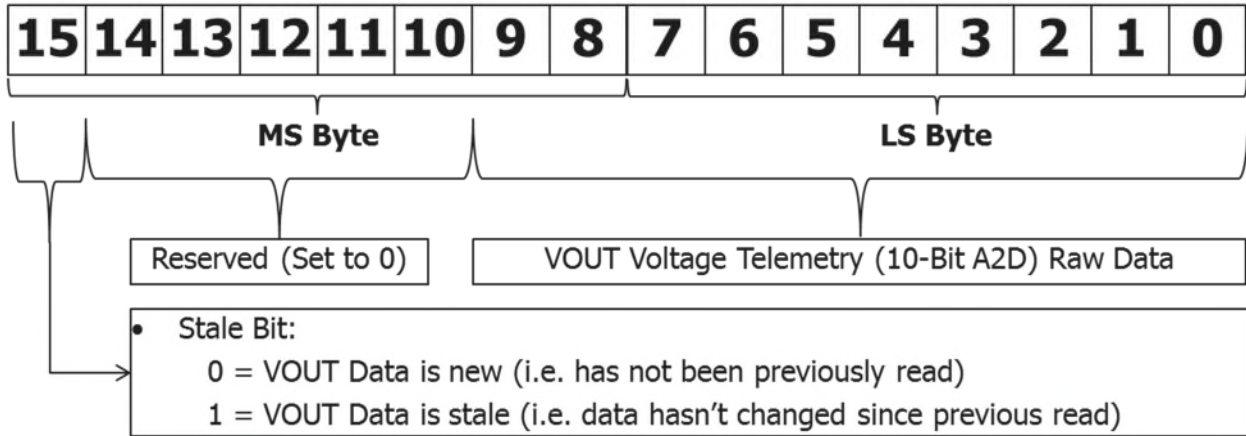 15 14 13 12 11 10 9 8 7 6 5 4 3 2 1 0
MS Byte LS Byte
Reserved (Set to 0) VOUT Voltage Telemetry (10-Bit A2D) Raw Data
• Stale Bit:
0 = VOUT Data is new (i.e. has not been previously read)
1 = VOUT Data is stale (i.e. data hasn't changed since previous read)